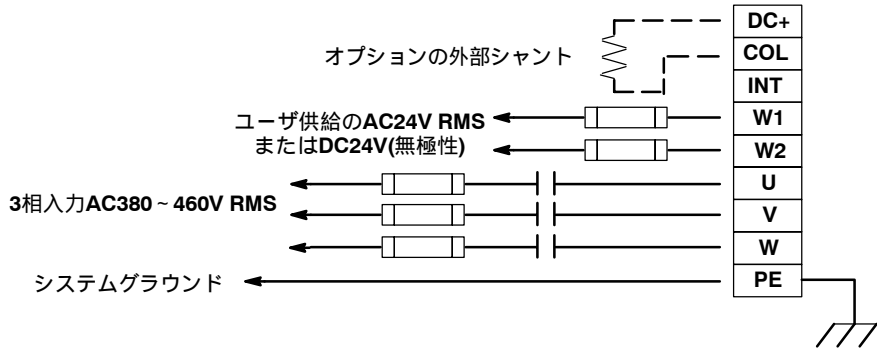 DC+
オプションの外部シャント
COL
INT
ユーザ供給のAC24V RMS
またはDC24V(無極性)
W1
W2
3相入力AC380～460V RMS
U
V
W
システムグラウンド
PE